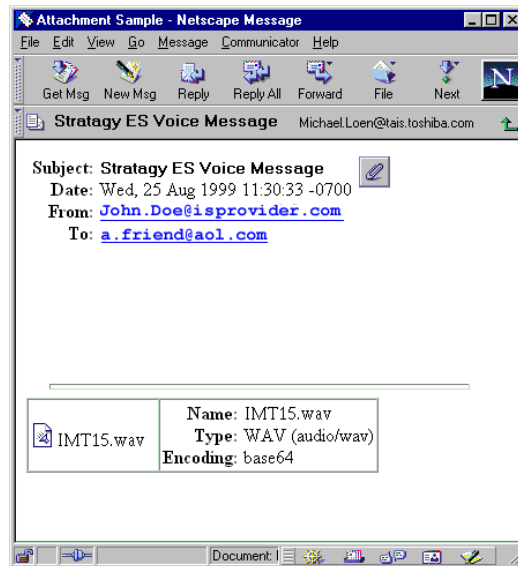 Attachment Sample - Netscape Message
File Edit View Go Message Communicator Help
Get Msg New Msg Reply Reply All Forward File Next N
Stratagy ES Voice Message Michael.Loen@tais.toshiba.com
Subject: Stratagy ES Voice Message
Date: Wed, 25 Aug 1999 11:30:33 -0700
From: John.Doe@isprovider.com
To: a.friend@aol.com
IMT15.wav
Name: IMT15.wav
Type: WAV (audio/wav)
Encoding: base64
Document: